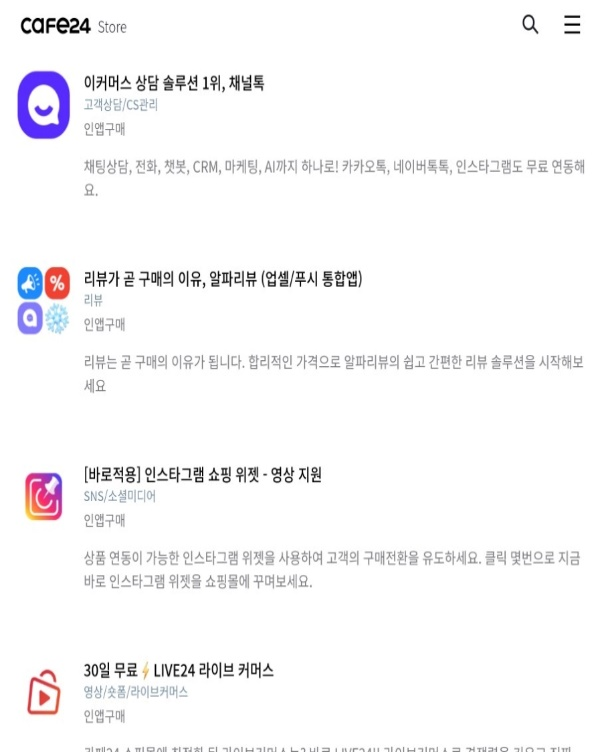 cafe24 Store
이커머스 상담 솔루션 1위, 채널톡
고객상담/CS관리
인앱구매
채팅상담, 전화, 챗봇, CRM, 마케팅, AI까지 하나로! 카카오톡, 네이버톡톡, 인스타그램도 무료 연동해
요.
%
리뷰가 곧 구매의 이유, 알파리뷰 (업셀/푸시 통합앱)
리뷰
인앱구매
리뷰는 곧 구매의 이유가 됩니다. 합리적인 가격으로 알파리뷰의 쉽고 간편한 리뷰 솔루션을 시작해보
세요
[바로적용] 인스타그램 쇼핑 위젯 - 영상 지원
SNS/소셜미디어
인앱구매
상품 연동이 가능한 인스타그램 위젯을 사용하여 고객의 구매전환을 유도하세요. 클릭 몇번으로 지금
바로 인스타그램 위젯을 쇼핑몰에 꾸며보세요.
30일 무료⚡LIVE24 라이브 커머스
영상/숏폼/라이브커머스
인앱구매